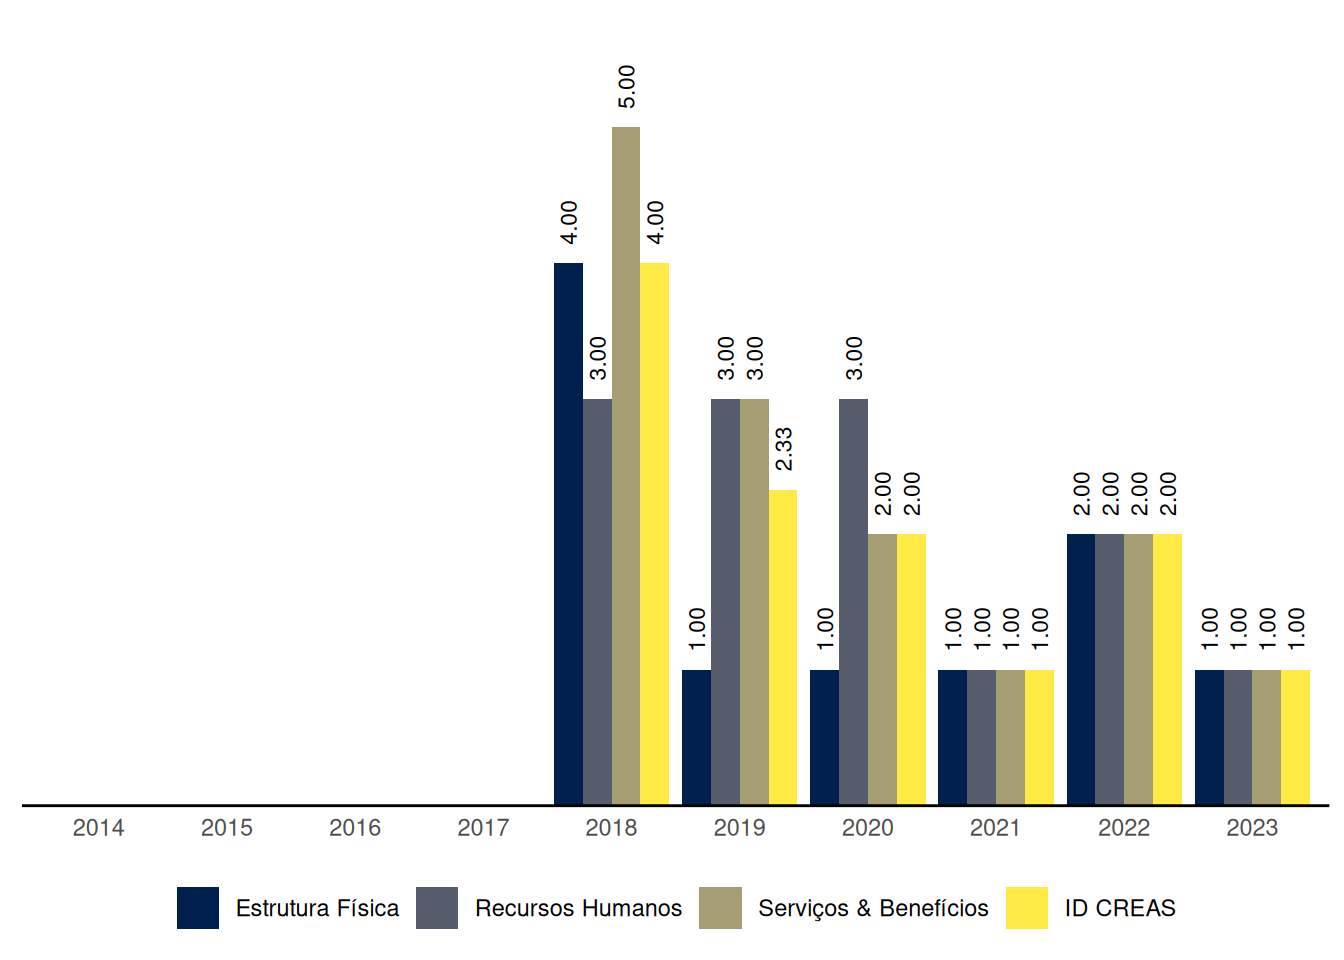 5.00
4.00 4.00
3.00 3.00 3.00 3.00
2.33
2.00 2.00 2.00 2.00 2.00 2.00
1.00 1.00 1.00 1.00 1.00 1.00 1.00 1.00 1.00 1.00
2014 2015 2016 2017 2018 2019 2020 2021 2022 2023
Estrutura Física Recursos Humanos Serviços & Benefícios ID CREAS